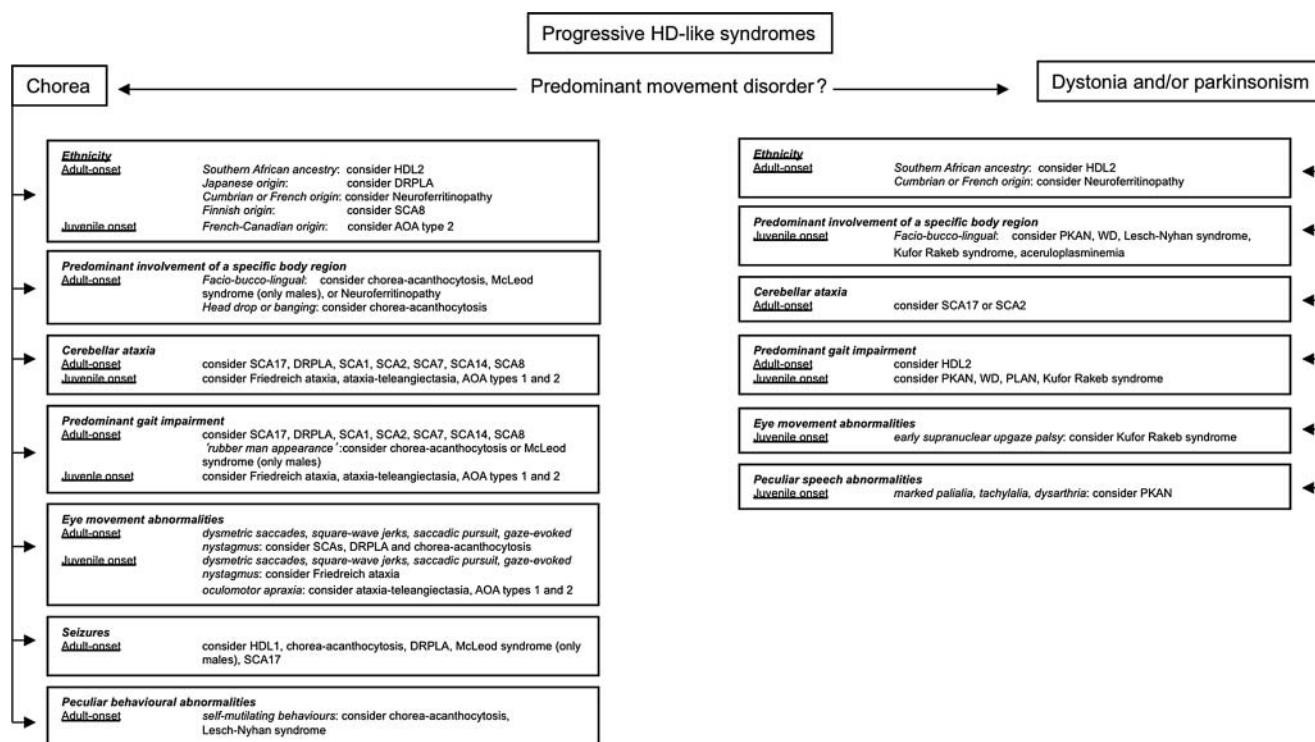 Progressive HD-like syndromes
Chorea
Predominant movement disorder ?
Dystonia and/or parkinsonism
Ethnicity
Adult-onset Southern African ancestry: consider HDL2
Japanese origin: consider DRPLA
Cumbrian or French origin: consider Neuroferritinopathy
Finnish origin: consider SCA8
Juvenile onset French-Canadian origin: consider AOA type 2
Predominant involvement of a specific body region
Adult-onset Facio-bucco-lingual: consider chorea-acanthocytosis, McLeod
syndrome (only males), or Neuroferritinopathy
Head drop or banging: consider chorea-acanthocytosis
Cerebellar ataxia
Adult-onset consider SCA17, DRPLA, SCA1, SCA2, SCA7, SCA14, SCA8
Juvenile onset consider Friedreich ataxia, ataxia-teleangiectasia, AOA types 1 and 2
Predominant gait impairment
Adult-onset consider SCA17, DRPLA, SCA1, SCA2, SCA7, SCA14, SCA8
'rubber man appearance':consider chorea-acanthocytosis or McLeod
syndrome (only males)
Juvenile onset consider Friedreich ataxia, ataxia-teleangiectasia, AOA types 1 and 2
Eye movement abnormalities
Adult-onset dysmetric saccades, square-wave jerks, saccadic pursuit, gaze-evoked
nystagmus: consider SCAs, DRPLA and chorea-acanthocytosis
Juvenile onset dysmetric saccades, square-wave jerks, saccadic pursuit, gaze-evoked
nystagmus: consider Friedreich ataxia
oculomotor apraxia: consider ataxia-teleangiectasia, AOA types 1 and 2
Seizures
Adult-onset consider HDL1, chorea-acanthocytosis, DRPLA, McLeod syndrome (only
males), SCA17
Peculiar behavioural abnormalities
Adult-onset self-mutilating behaviours: consider chorea-acanthocytosis,
Lesch-Nyhan syndrome
Ethnicity
Adult-onset Southern African ancestry: consider HDL2
Cumbrian or French origin: consider Neuroferritinopathy
Predominant involvement of a specific body region
Juvenile onset Facio-bucco-lingual: consider PKAN, WD, Lesch-Nyhan syndrome,
Kufor Rakeb syndrome, aceruloplasminemia
Cerebellar ataxia
Adult-onset consider SCA17 or SCA2
Predominant gait impairment
Adult-onset consider HDL2
Juvenile onset consider PKAN, WD, PLAN, Kufor Rakeb syndrome
Eye movement abnormalities
Juvenile onset early supranuclear upgaze palsy: consider Kufor Rakeb syndrome
Peculiar speech abnormalities
Juvenile onset marked palialia, tachylalia, dysarthria: consider PKAN